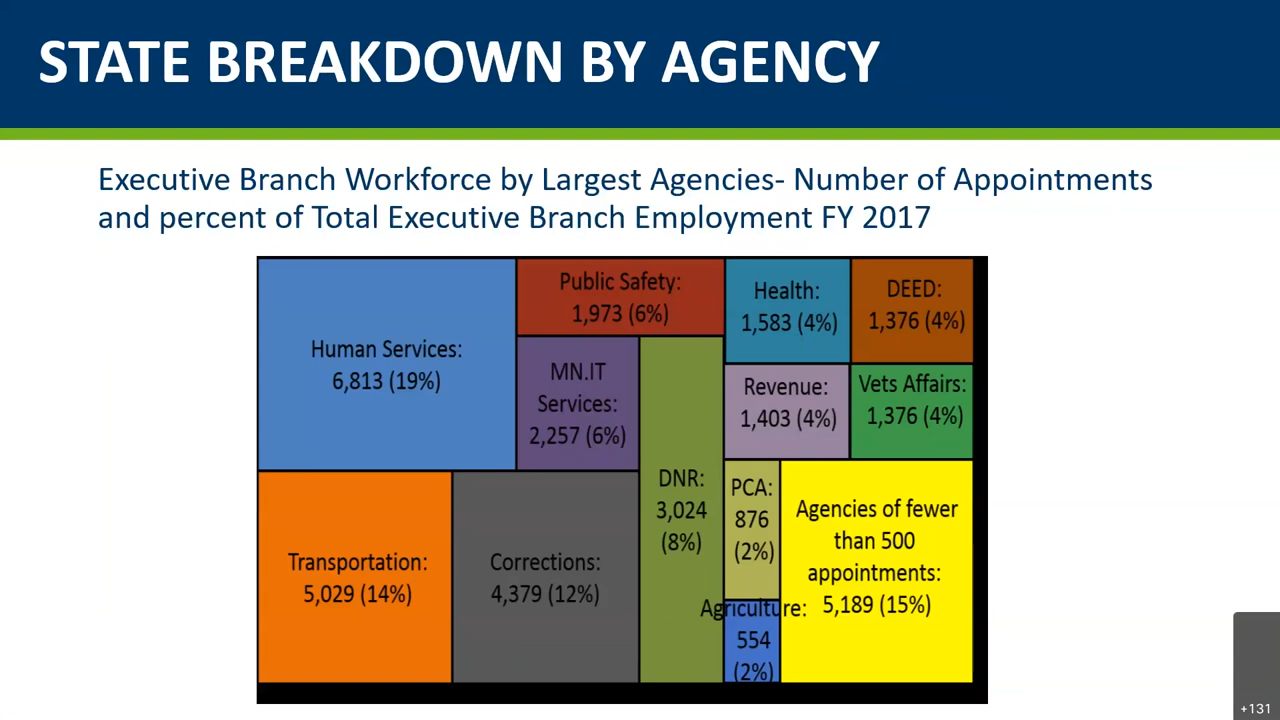 STATE BREAKDOWN BY AGENCY
Executive Branch Workforce by Largest Agencies- Number of Appointments
and percent of Total Executive Branch Employment FY 2017
Human Services:
6,813 (19%)
Public Safety:
1,973 (6%)
Health:
1,583 (4%)
DEED:
1,376 (4%)
MN.IT
Services:
2,257 (6%)
Revenue:
1,403 (4%)
Vets Affairs:
1,376 (4%)
Transportation:
5,029 (14%)
Corrections:
4,379 (12%)
DNR:
3,024
(8%)
PCA:
876
(2%)
Agriculture:
554
(2%)
Agencies of fewer
than 500
appointments:
5,189 (15%)
+131